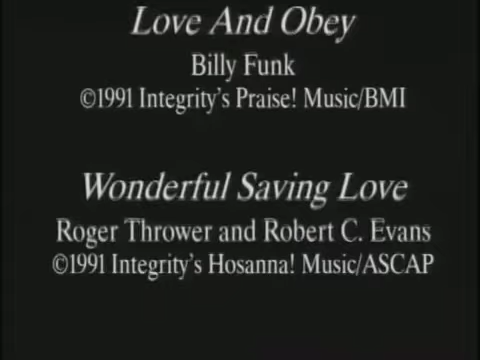 Love And Obey
Billy Funk
©1991 Integrity's Praise! Music/BMI
Wonderful Saving Love
Roger Thrower and Robert C. Evans
©1991 Integrity's Hosanna! Music/ASCAP